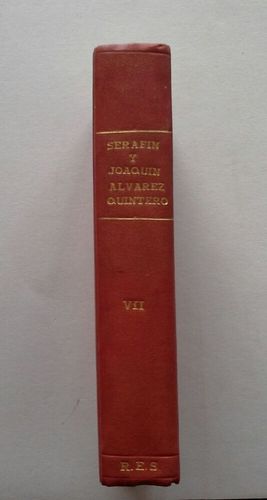 SERAFIN
Y
JOAQUIN
ALVAREZ
QUINTERO
VII
R.E.S.